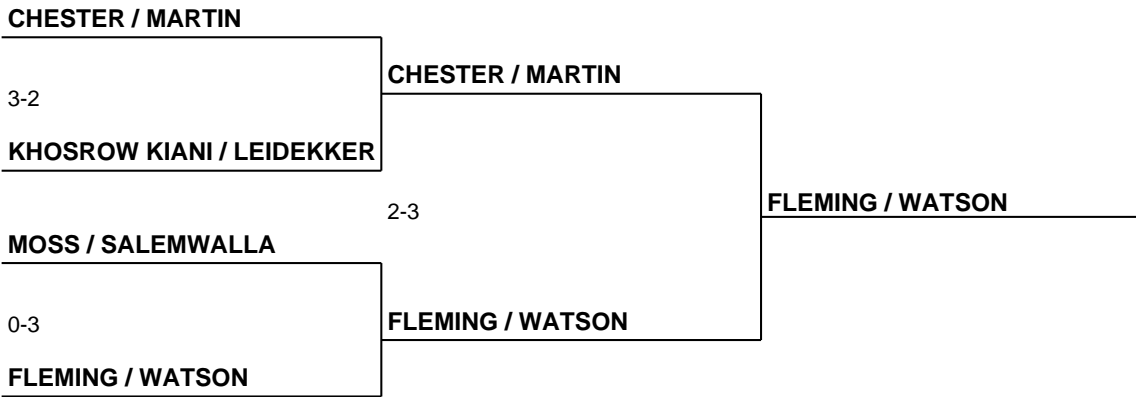 CHESTER / MARTIN
3-2
KHOSROW KIANI / LEIDEKKER
MOSS / SALEMWALLA
0-3
FLEMING / WATSON
CHESTER / MARTIN
2-3
FLEMING / WATSON
FLEMING / WATSON